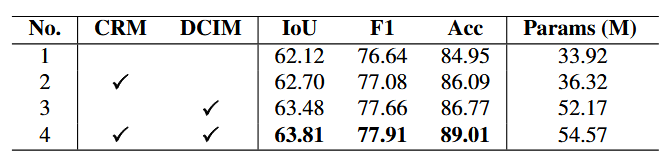 No. CRM DCIM IoU F1 Acc Params (M)
1 62.12 76.64 84.95 33.92
2 ✓ 62.70 77.08 86.09 36.32
3 ✓ 63.48 77.66 86.77 52.17
4 ✓ ✓ 63.81 77.91 89.01 54.57